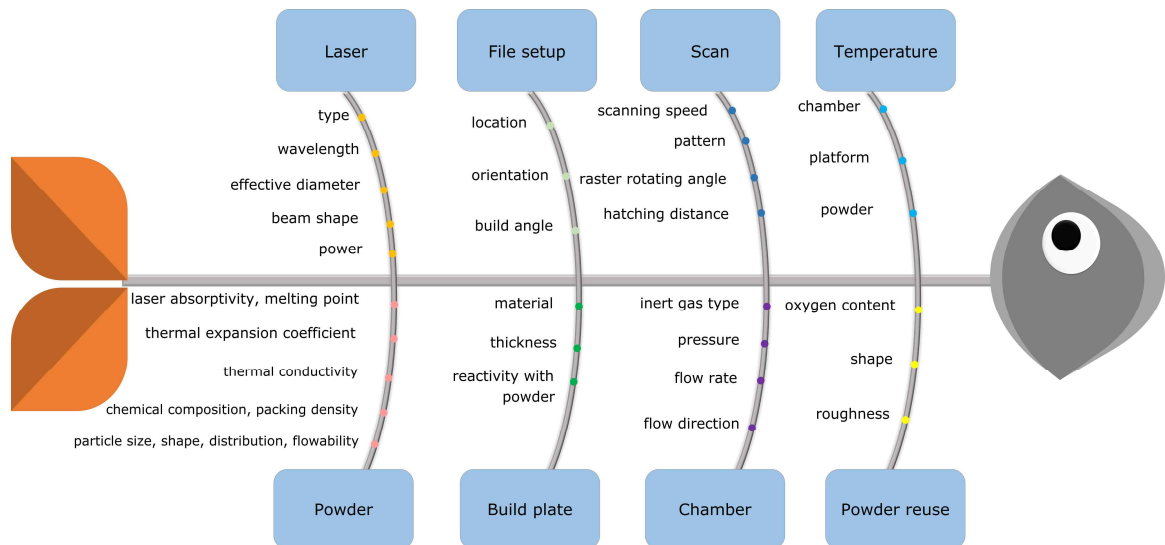 Laser
File setup
Scan
Temperature
type
wavelength
effective diameter
beam shape
power
location
orientation
build angle
scanning speed
pattern
raster rotating angle
hatching distance
chamber
platform
powder
laser absorptivity, melting point
thermal expansion coefficient
thermal conductivity
chemical composition, packing density
particle size, shape, distribution, flowability
material
thickness
reactivity with
powder
inert gas type
pressure
flow rate
flow direction
oxygen content
shape
roughness
Powder
Build plate
Chamber
Powder reuse